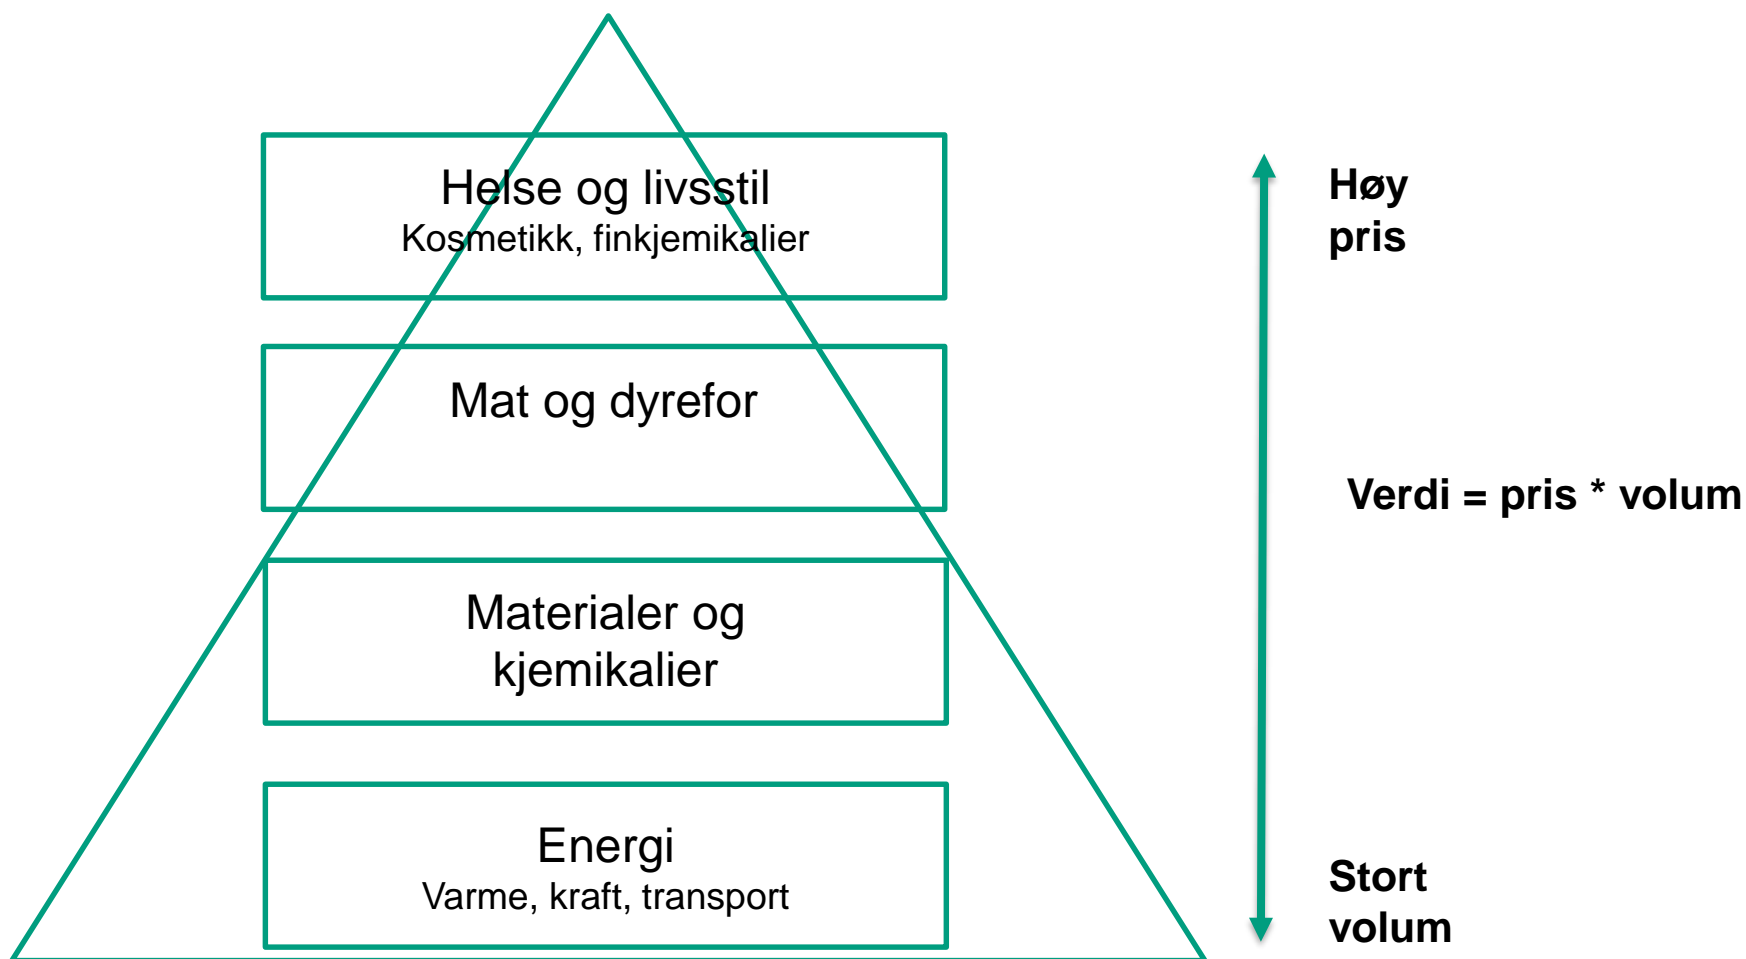 Helse og livsstil
Kosmetikk, finkjemikalier
Høy
pris
Mat og dyrefor
Verdi = pris * volum
Materialer og
kjemikalier
Energi
Varme, kraft, transport
Stort
volum